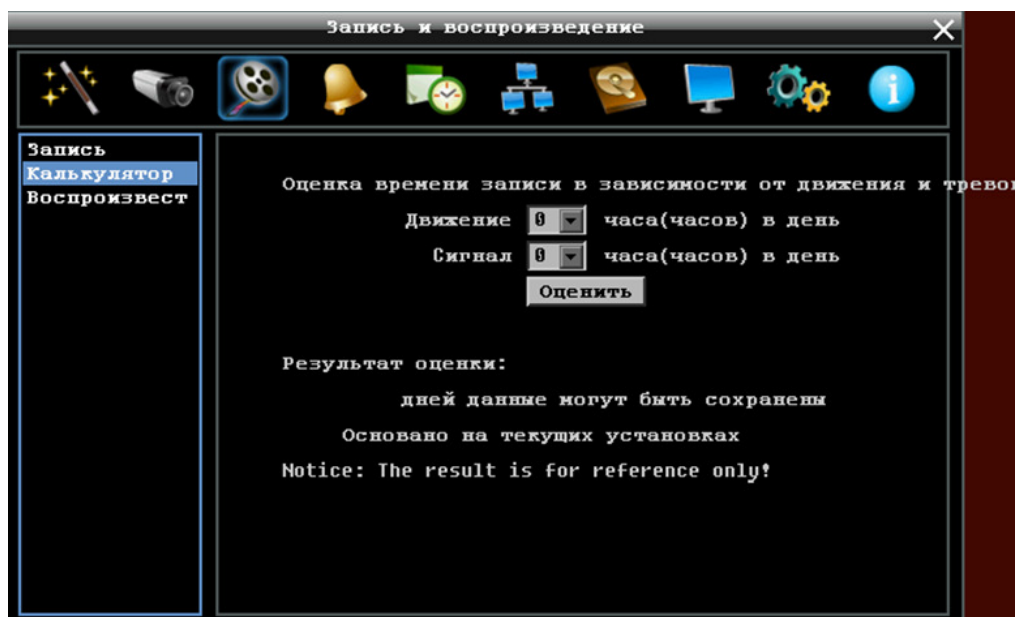 Запись и воспроизведение
Запись
Калькулятор
Воспроизвест
Оценка времени записи в зависимости от движения и тревог
Движение 0 часа(часов) в день
Сигнал 0 часа(часов) в день
Оценить
Результат оценки:
дней данные могут быть сохранены
Основано на текущих установках
Notice: The result is for reference only!